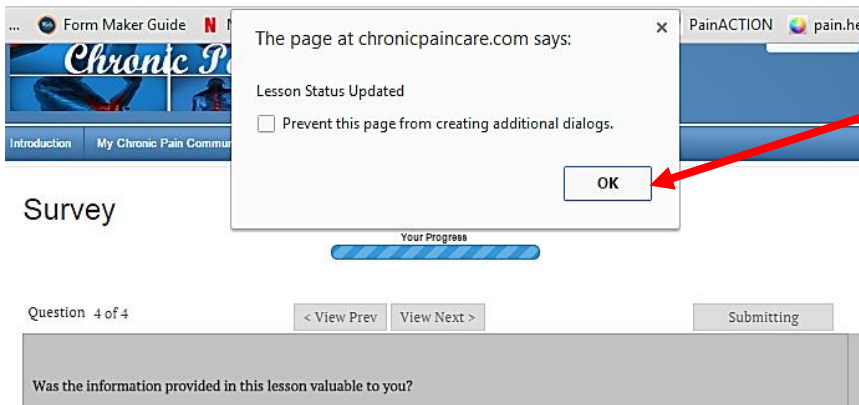 ... Form Maker Guide N PainACTION pain.he
The page at chronicpaincare.com says: x
Chronic P
Lesson Status Updated
Prevent this page from creating additional dialogs.
Introduction My Chronic Pain Commun
OK
Survey
Your Progress
Question 4 of 4 < View Prev View Next > Submitting
Was the information provided in this lesson valuable to you?